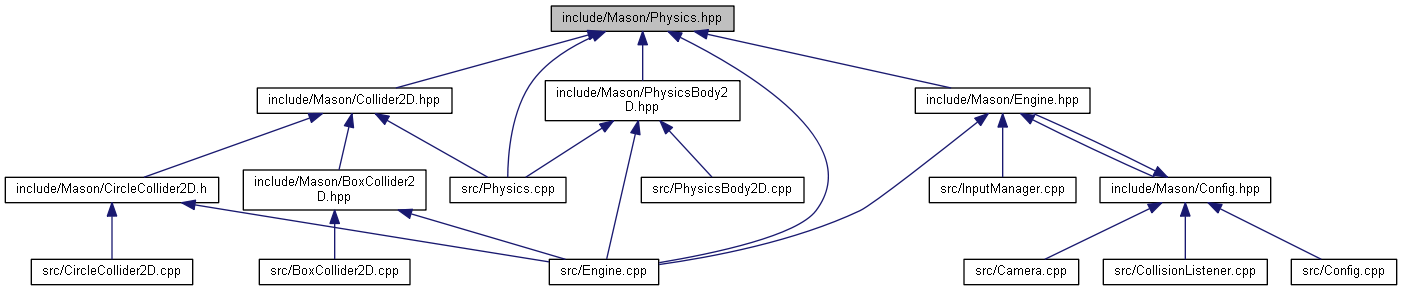 include/Mason/Physics.hpp
include/Mason/Collider2D.hpp
include/Mason/PhysicsBody2
D.hpp
include/Mason/Engine.hpp
include/Mason/CircleCollider2D.h
include/Mason/BoxCollider2
D.hpp
src/Physics.cpp
src/PhysicsBody2D.cpp
src/InputManager.cpp
include/Mason/Config.hpp
src/CircleCollider2D.cpp
src/BoxCollider2D.cpp
src/Engine.cpp
src/Camera.cpp
src/CollisionListener.cpp
src/Config.cpp